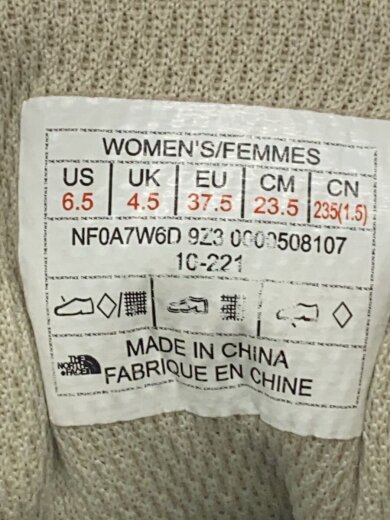 WOMEN'S/FEMMES
US UK EU CM CN
6.5 4.5 37.5 23.5 235(1.5)
NF0A7W6D 9Z3 0000508107
10-221
MADE IN CHINA
FABRIQUE EN CHINE
THE
NORTH
FACE